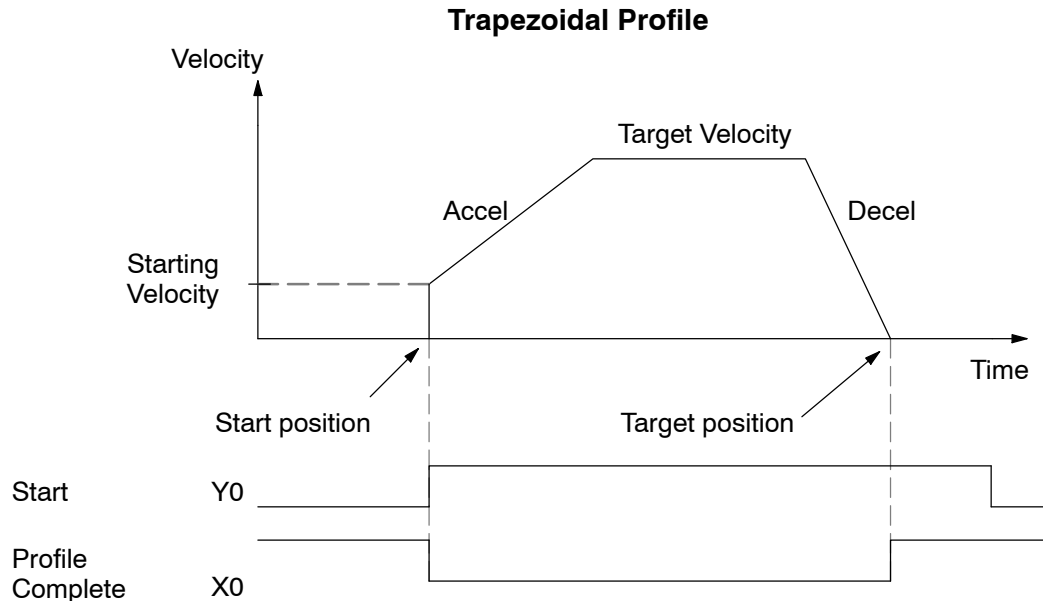 Trapezoidal Profile
Velocity
Target Velocity
Accel
Decel
Starting
Velocity
Time
Start position
Target position
Start Y0
Profile
Complete X0